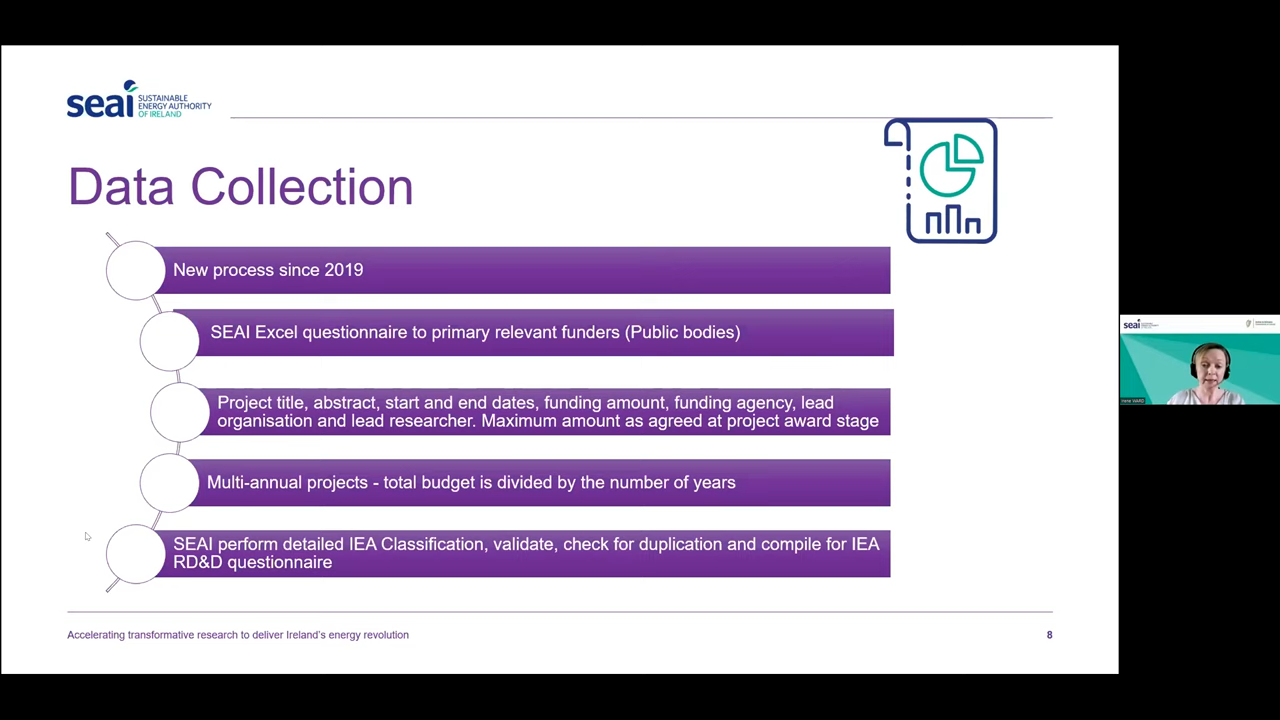 seai SUSTAINABLE
ENERGY AUTHORITY
OF IRELAND
Data Collection
New process since 2019
SEAI Excel questionnaire to primary relevant funders (Public bodies)
Project title, abstract, start and end dates, funding amount, funding agency, lead
organisation and lead researcher. Maximum amount as agreed at project award stage
Multi-annual projects - total budget is divided by the number of years
SEAI perform detailed IEA Classification, validate, check for duplication and compile for IEA
RD&D questionnaire
Accelerating transformative research to deliver Ireland's energy revolution
8
seai